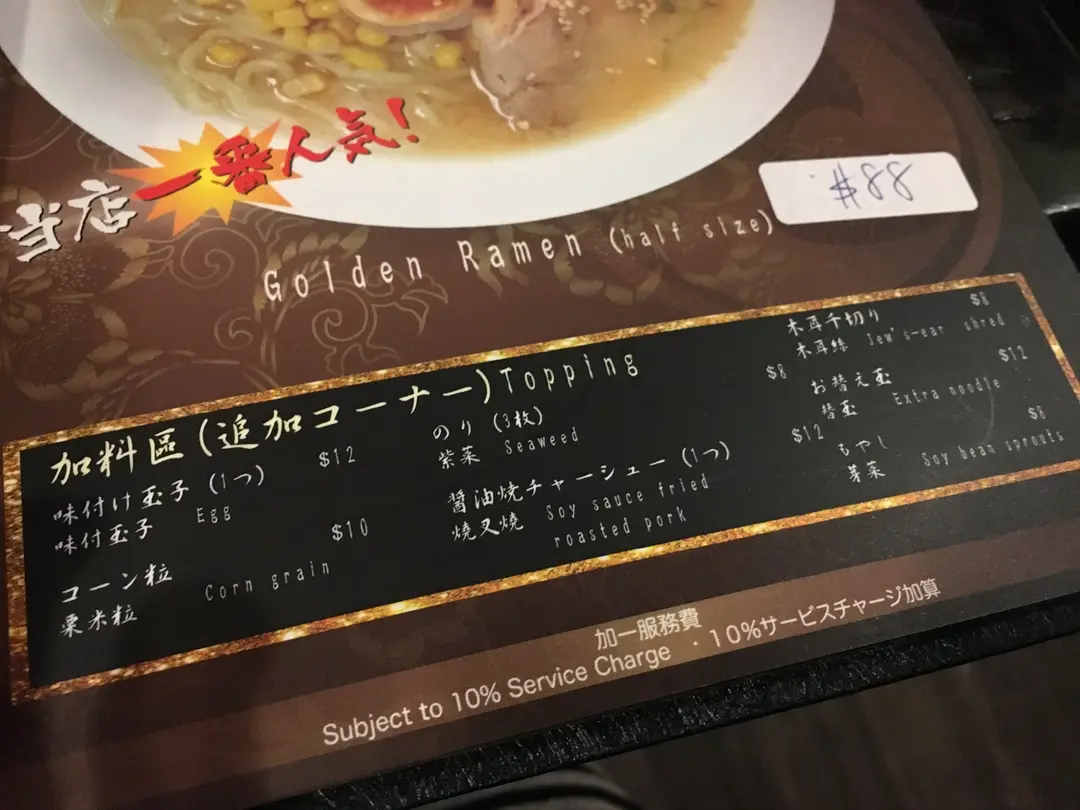 当店一番人気!
$88
Golden Ramen (half size)
加料區(追加コーナー)Topping
味付け玉子 (1つ) $12
味付玉子 Egg
コーン粒 $10
粟米粒 Corn grain
のり (3枚) $8
紫菜 Seaweed
醤油焼チャーシュー (1つ) $12
燒叉燒 Soy sauce fried
roasted pork
木耳千切り $8
木耳絲 Jew's-ear shred
お替え玉 $12
替玉 Extra noodle
もやし $8
芽菜 Soy bean sprouts
加一服務費
Subject to 10% Service Charge ・10%サービスチャージ加算